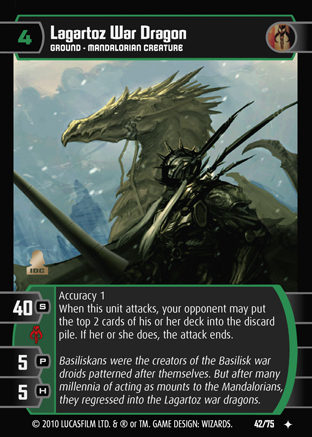 4
Lagartoz War Dragon
GROUND - MANDALORIAN CREATURE
IDC
40 S
5 P
5 H
Accuracy 1
When this unit attacks, your opponent may put
the top 2 cards of his or her deck into the discard
pile. If her or she does, the attack ends.
Basiliskans were the creators of the Basilisk war
droids patterned after themselves. But after many
millennia of acting as mounts to the Mandalorians,
they regressed into the Lagartoz war dragons.
© 2010 LUCASFILM LTD. & ® or TM. GAME DESIGN: WIZARDS.
42/75